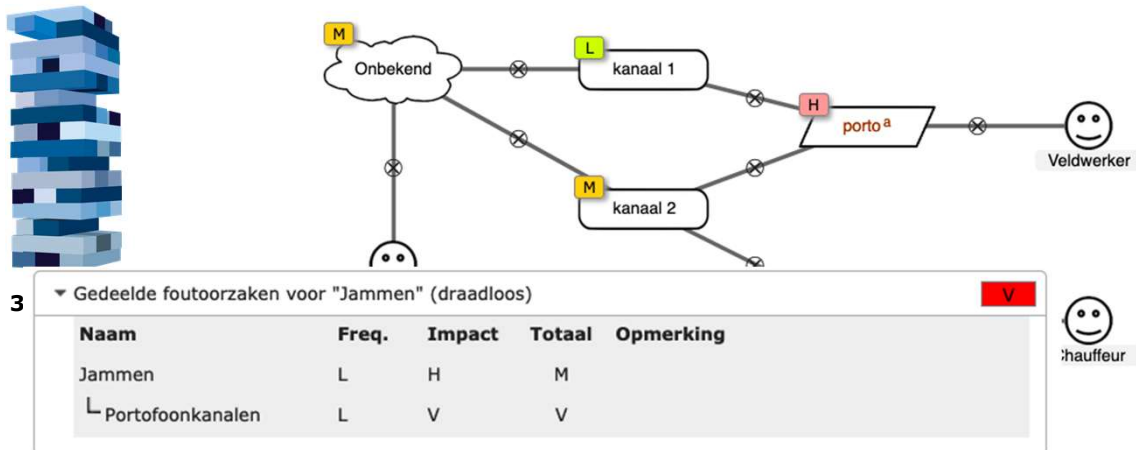 M
Onbekend
L
kanaal 1
H
porto a
Veldwerker
M
kanaal 2
3
Gedeelde foutoorzaken voor "Jammen" (draadloos) V
Naam Freq. Impact Totaal Opmerking
Jammen L H M
Portofoonkanalen L V V
hauffeur